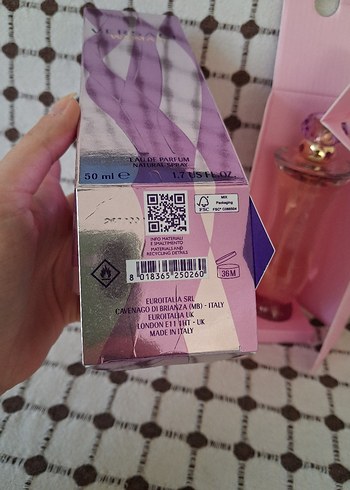 EAU DE PARFUM
NATURAL SPRAY
50 ml ℮ 1.7 US FL.OZ.
FSC
MIX
Packaging
INFO MATERIALI
E SMALTIMENTO
MATERIALS AND
RECYCLING DETAILS
8 018365 250260
36M
EUROITALIA SRL
CAVENAGO DI BRIANZA (MB) - ITALY
EUROITALIA UK
LONDON E11 1HT - UK
MADE IN ITALY